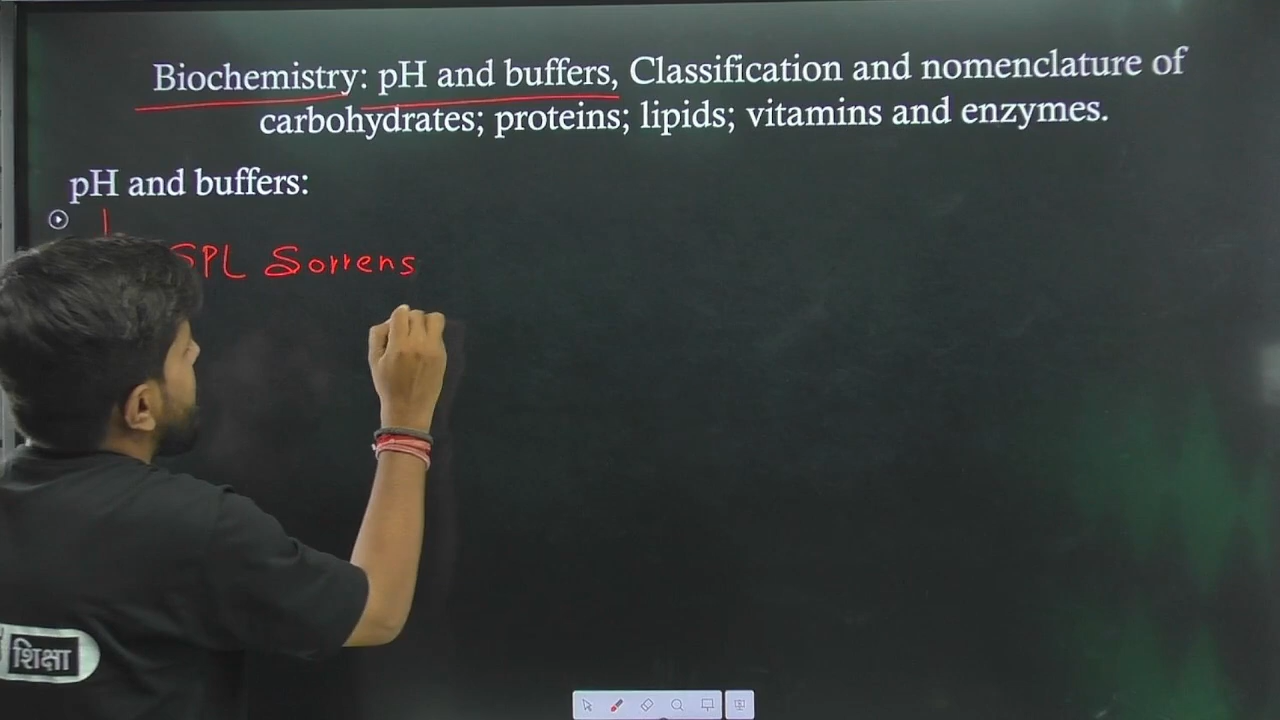 Biochemistry: pH and buffers, Classification and nomenclature of
carbohydrates; proteins; lipids; vitamins and enzymes.
pH and buffers:
SPL Sorrens
शिक्षा